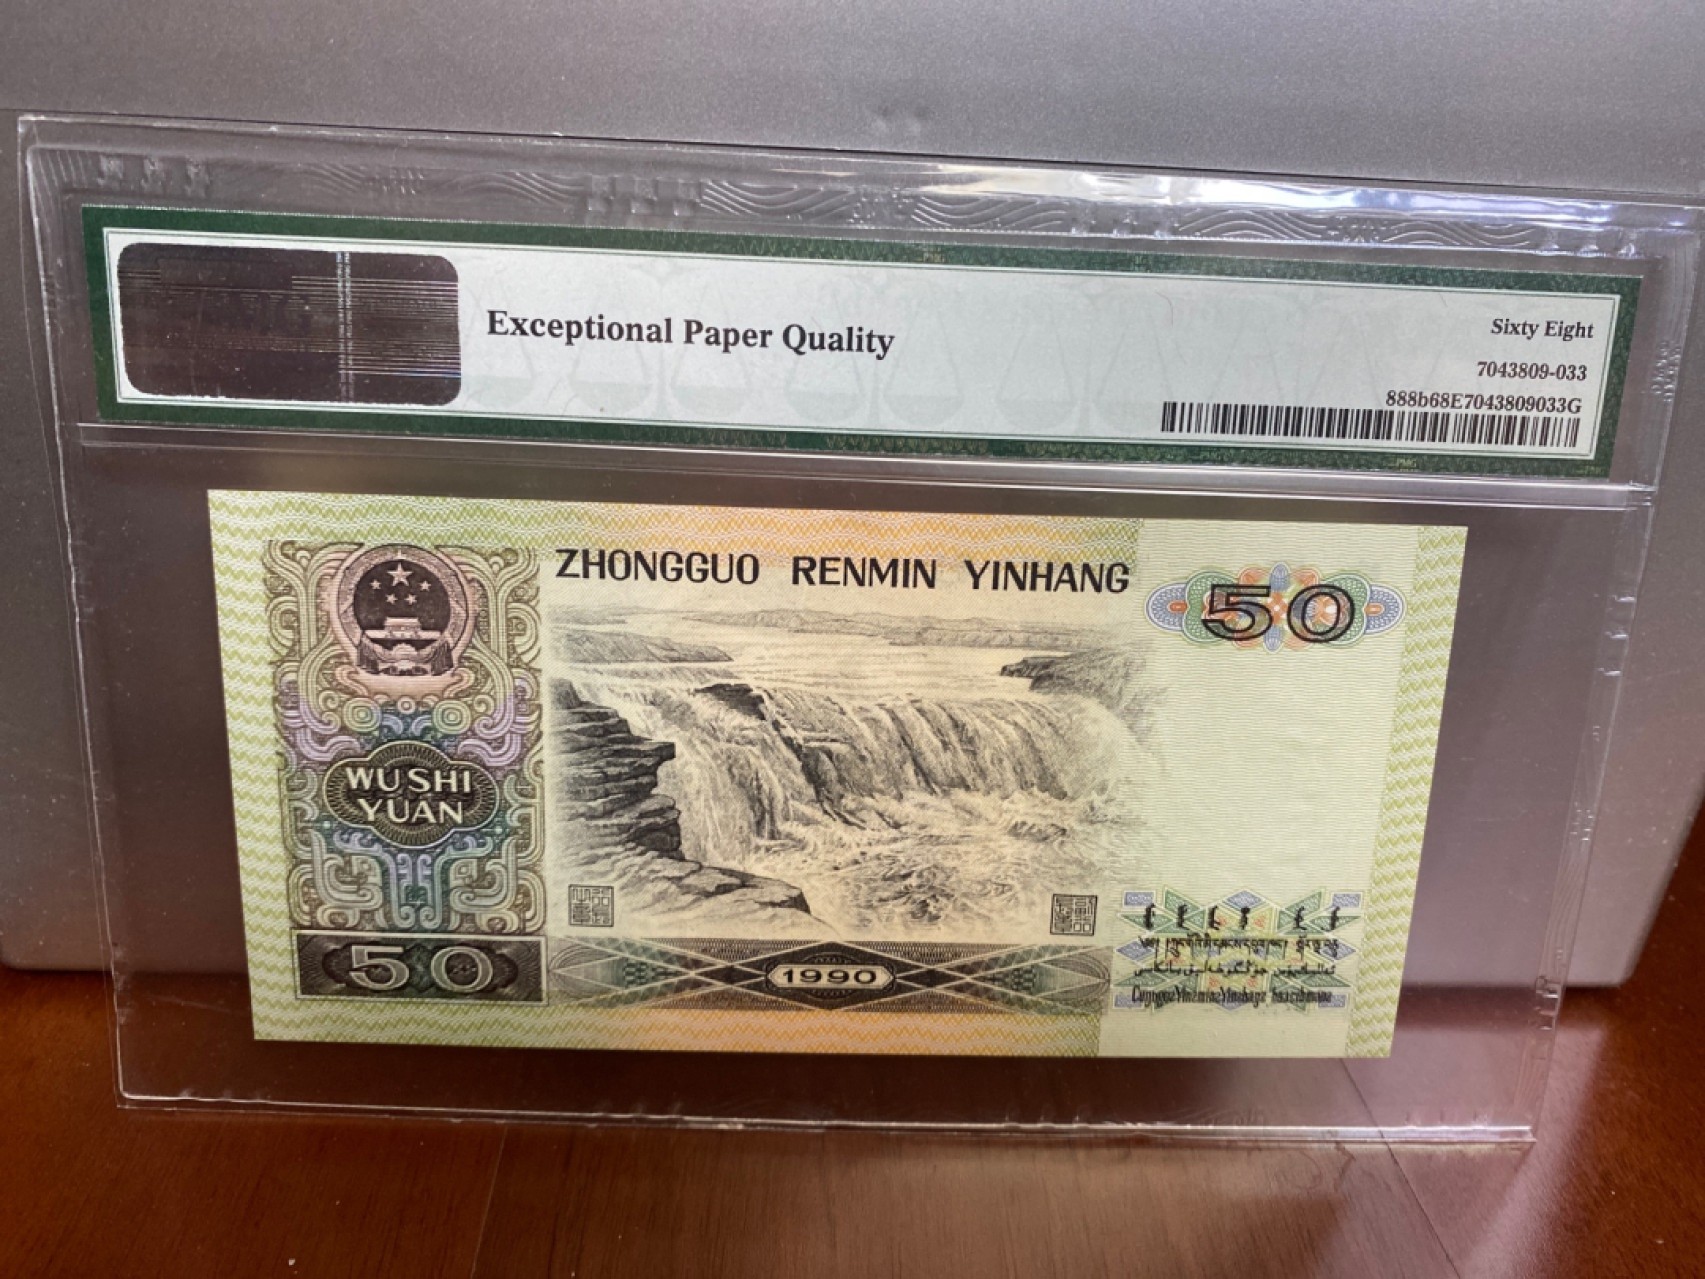 Exceptional Paper Quality
Sixty Eight
7043809-033
888b68E7043809033G
ZHONGGUO RENMIN YINHANG
50
WU SHI
YUAN
50
1990